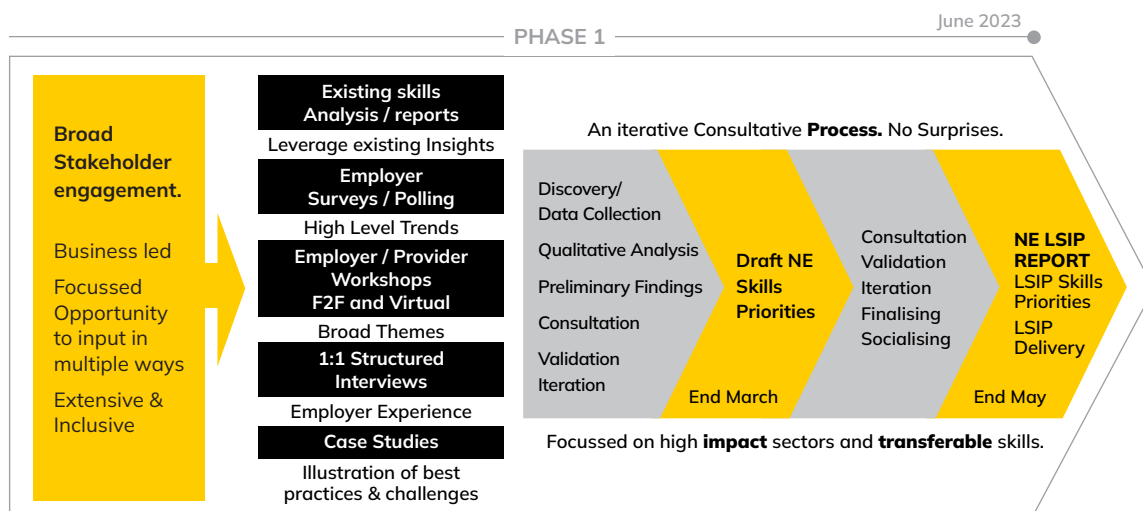 June 2023
PHASE 1
Broad
Stakeholder
engagement.
Business led
Focussed
Opportunity
to input in
multiple ways
Extensive &
Inclusive
Existing skills
Analysis / reports
Leverage existing Insights
Employer
Surveys / Polling
High Level Trends
Employer / Provider
Workshops
F2F and Virtual
Broad Themes
1:1 Structured
Interviews
Employer Experience
Case Studies
Illustration of best
practices & challenges
An iterative Consultative Process. No Surprises.
Discovery/
Data Collection
Qualitative Analysis
Preliminary Findings
Consultation
Validation
Iteration
Draft NE
Skills
Priorities
End March
Consultation
Validation
Iteration
Finalising
Socialising
NE LSIP
REPORT
LSIP Skills
Priorities
LSIP
Delivery
End May
Focussed on high impact sectors and transferable skills.